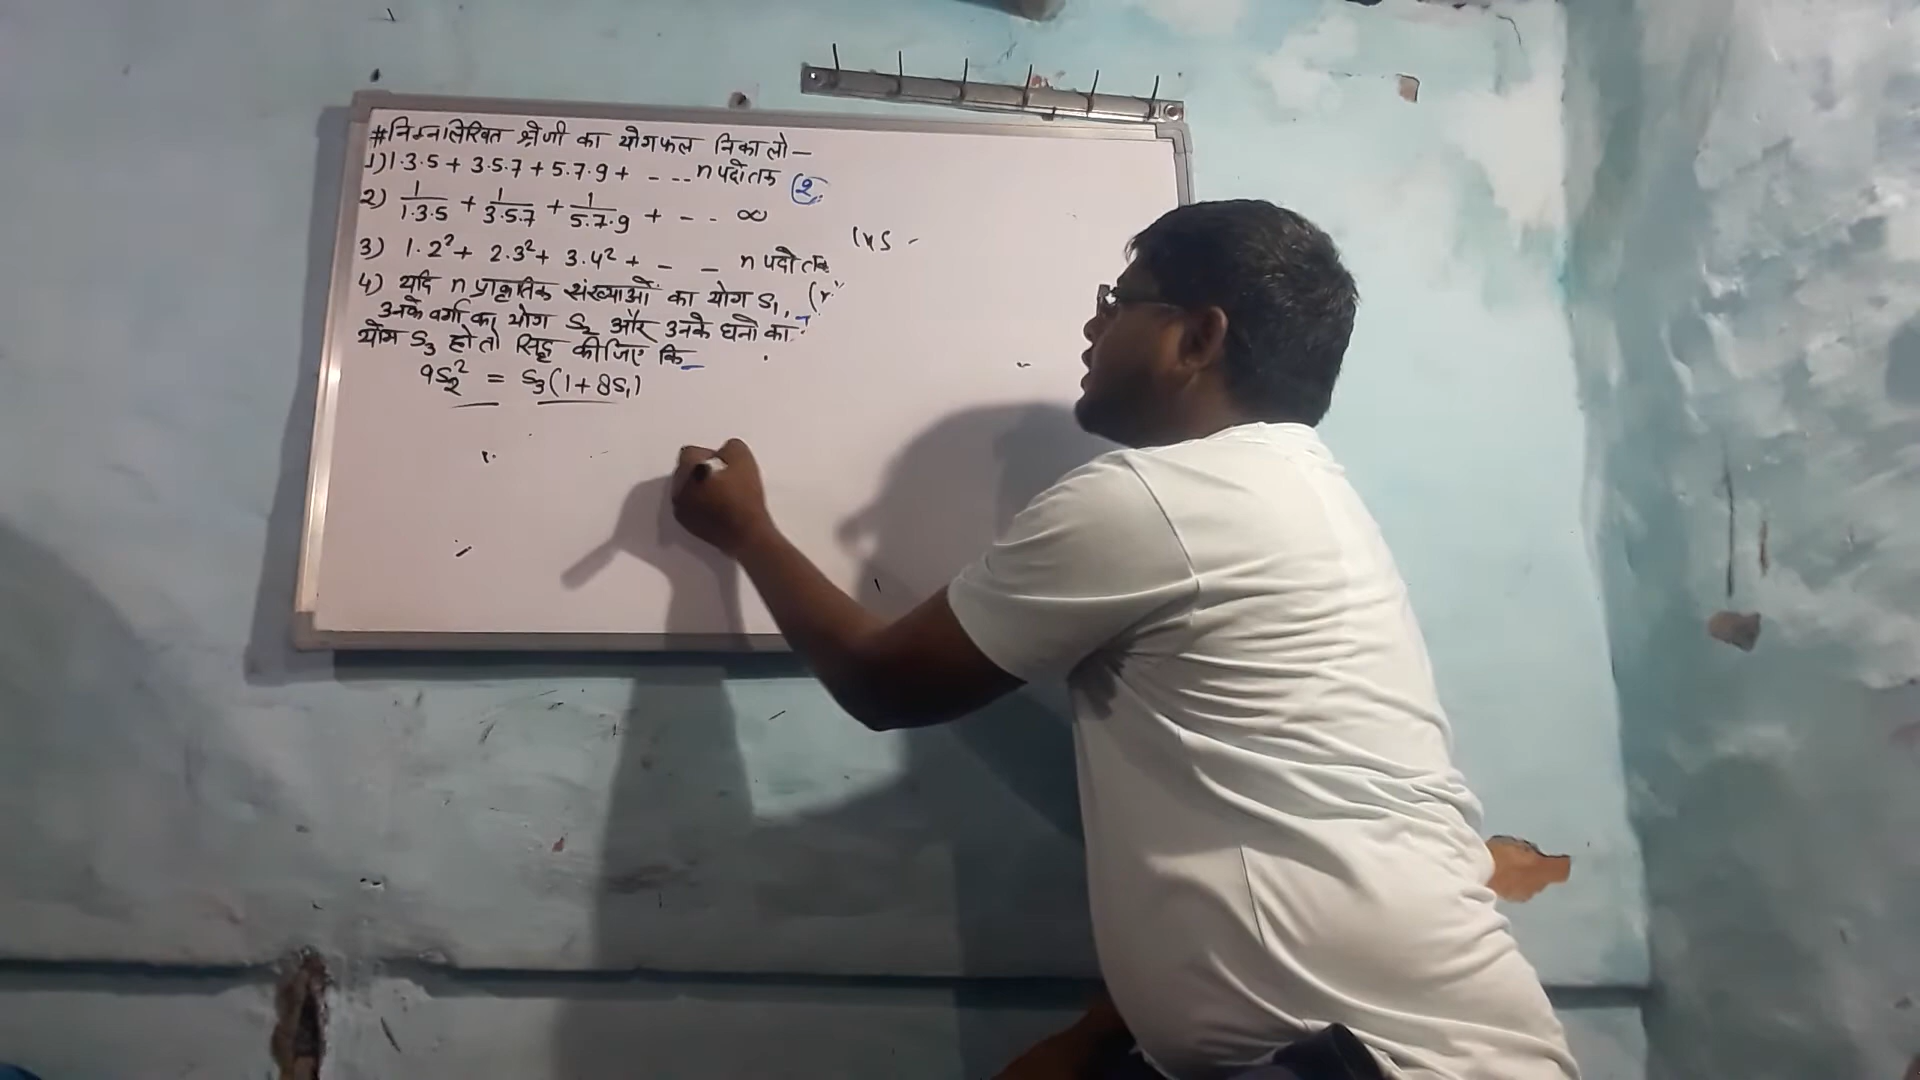 #निम्नलिखित श्रेणी का योगफल निकालो—
1) 1·3·5 + 3·5·7 + 5·7·9 + - -- n पदो तक (2)
2) 1/1·3·5 + 1/3·5·7 + 1/5·7·9 + - - ∞
3) 1·2² + 2·3² + 3·4² + - - n पदो तक
4) यदि n प्राकृतिक संख्याओं का योग S₁,
उनके वर्गो का योग S₂ और उनके घनो का
योग S₃ हो तो सिद्ध कीजिए कि
9S₂² = S₃(1+8S₁)